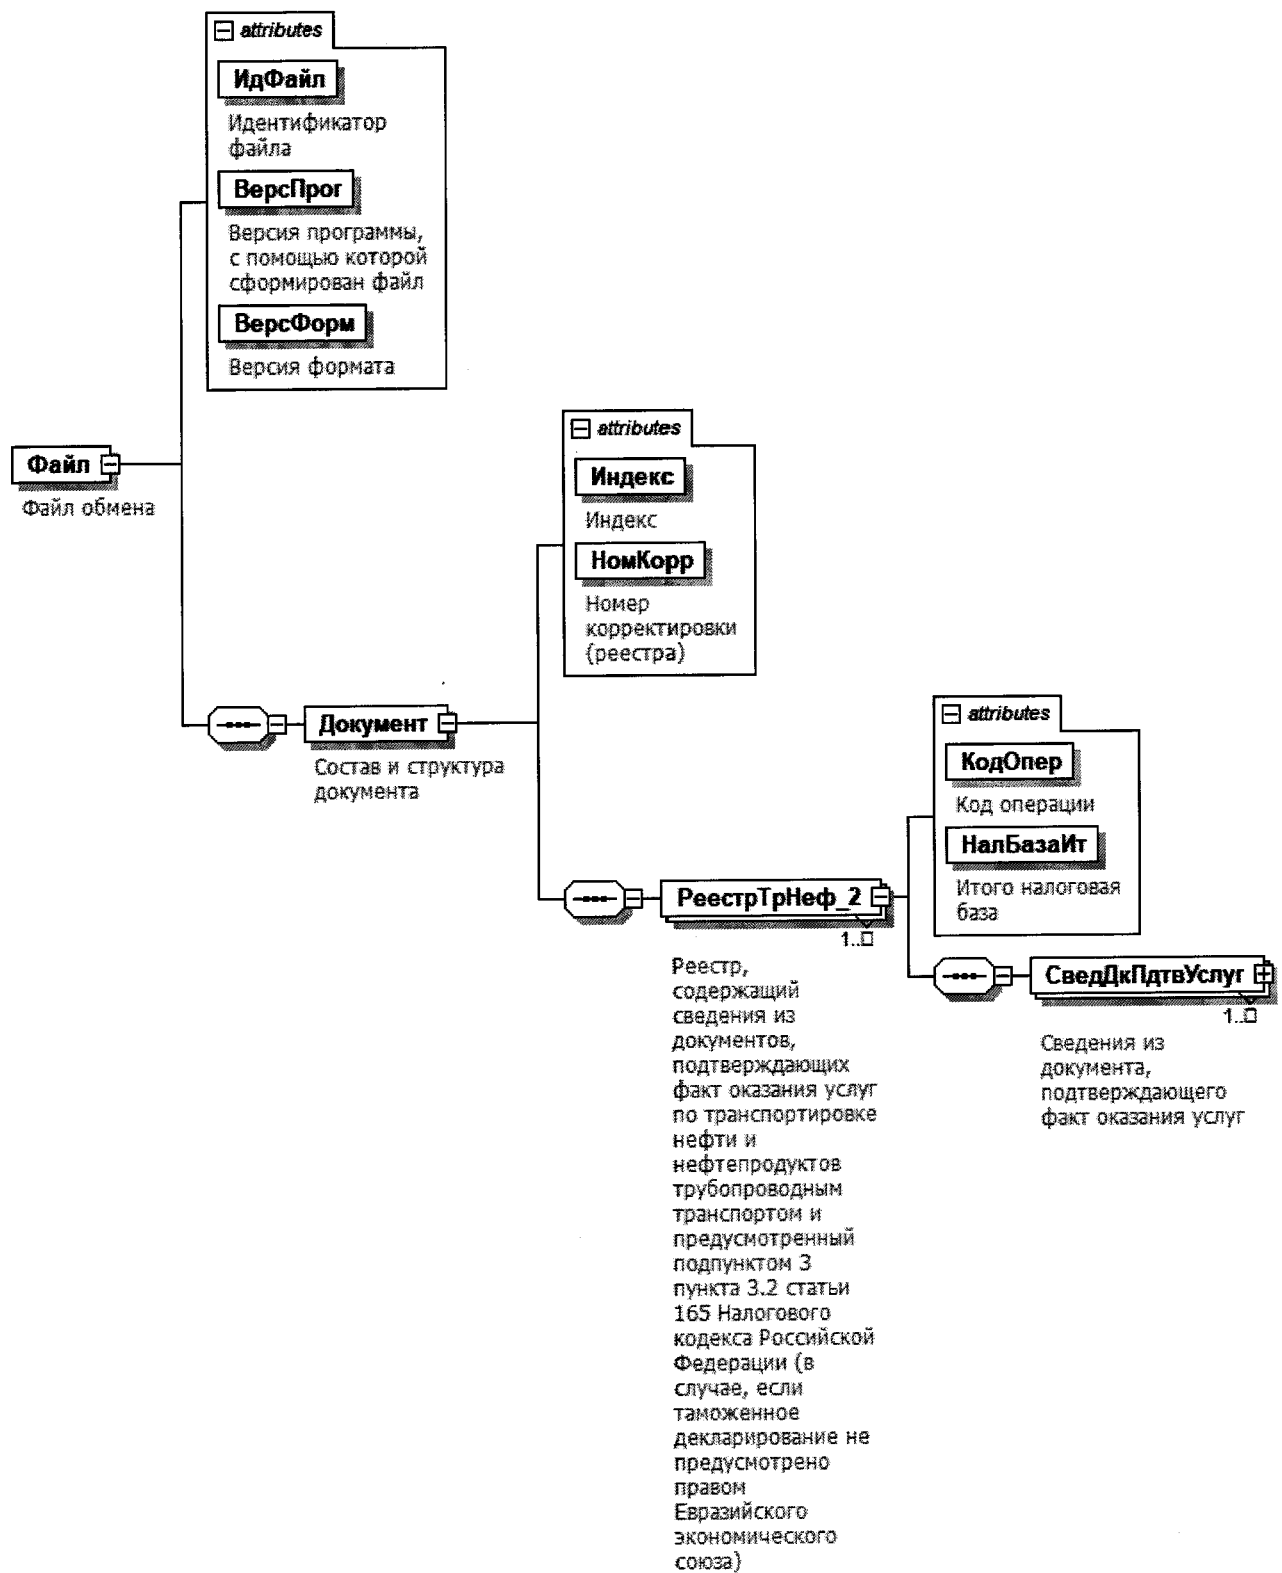 attributes
ИдФайл
Идентификатор
файла
ВерсПрог
Версия программы,
с помощью которой
сформирован файл
ВерсФорм
Версия формата
Файл
Файл обмена
attributes
Индекс
Индекс
НомКорр
Номер
корректировки
(реестра)
Документ
Состав и структура
документа
attributes
КодОпер
Код операции
НалБазаИт
Итого налоговая
база
РеестрТрНеф_2
1..□
Реестр,
содержащий
сведения из
документов,
подтверждающих
факт оказания услуг
по транспортировке
нефти и
нефтепродуктов
трубопроводным
транспортом и
предусмотренный
подпунктом 3
пункта 3.2 статьи
165 Налогового
кодекса Российской
Федерации (в
случае, если
таможенное
декларирование не
предусмотрено
правом
Евразийского
экономического
союза)
СведДкПдтвУслуг
1..□
Сведения из
документа,
подтверждающего
факт оказания услуг